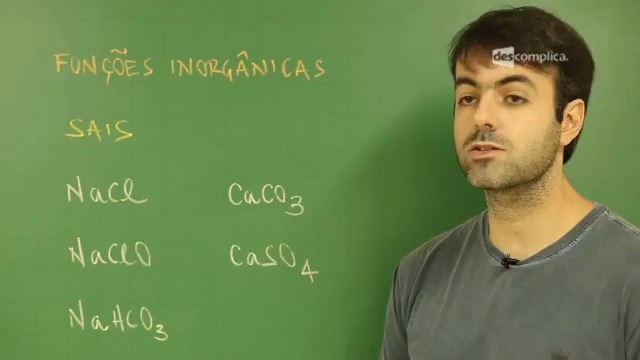 descomplica.
FUNÇÕES INORGÂNICAS
SAIS
NaCl CaCO3
NaClO CaSO4
NaHCO3